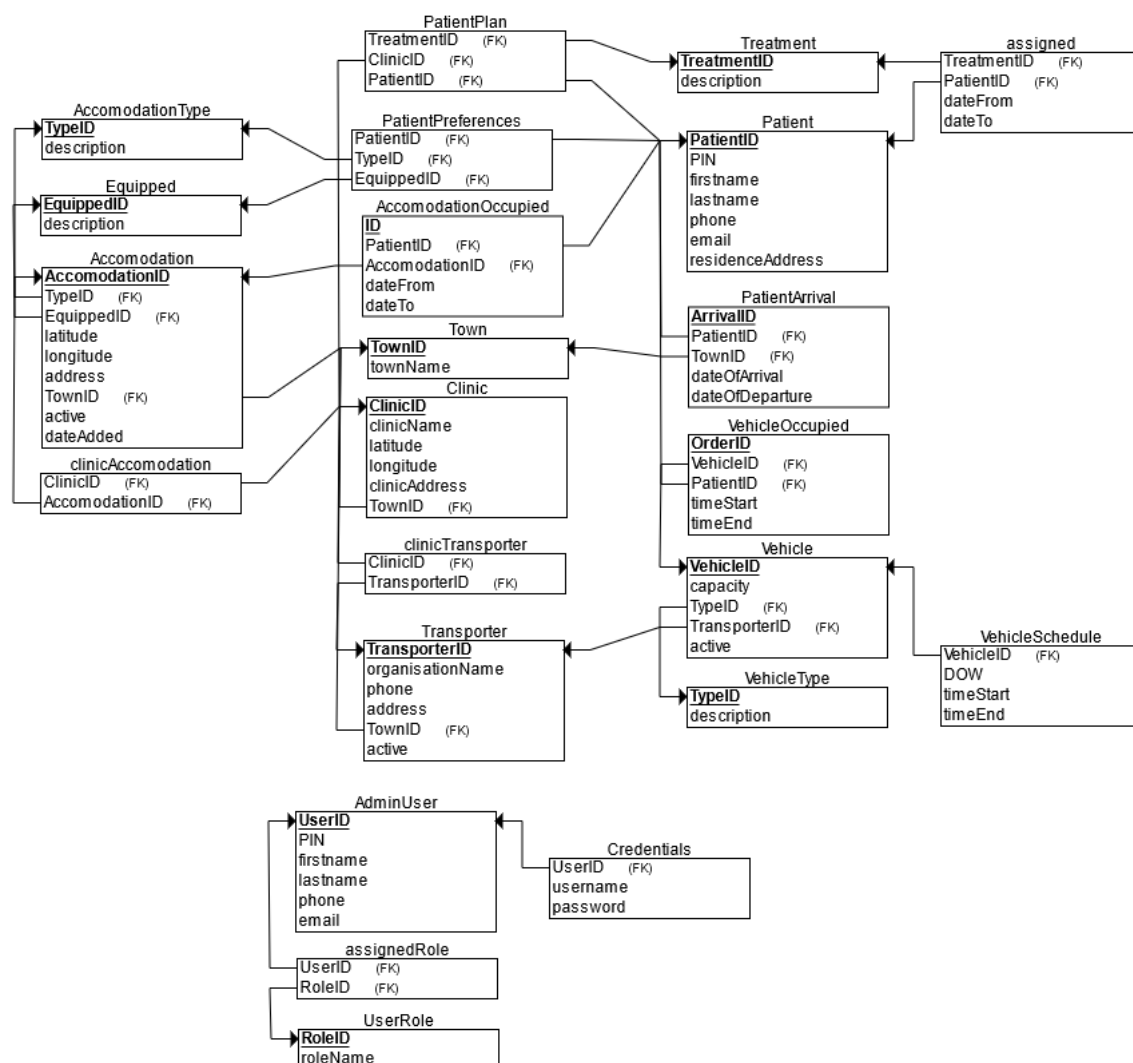 PatientPlan
TreatmentID (FK)
ClinicID (FK)
PatientID (FK)
Treatment
TreatmentID
description
assigned
TreatmentID (FK)
PatientID (FK)
dateFrom
dateTo
AccomodationType
TypeID
description
PatientPreferences
PatientID (FK)
TypeID (FK)
EquippedID (FK)
Patient
PatientID
PIN
firstname
lastname
phone
email
residenceAddress
Equipped
EquippedID
description
AccomodationOccupied
ID
PatientID (FK)
AccomodationID (FK)
dateFrom
dateTo
Accomodation
AccomodationID
TypeID (FK)
EquippedID (FK)
latitude
longitude
address
TownID (FK)
active
dateAdded
PatientArrival
ArrivalID
PatientID (FK)
TownID (FK)
dateOfArrival
dateOfDeparture
Town
TownID
townName
Clinic
ClinicID
clinicName
latitude
longitude
clinicAddress
TownID (FK)
VehicleOccupied
OrderID
VehicleID (FK)
PatientID (FK)
timeStart
timeEnd
clinicAccomodation
ClinicID (FK)
AccomodationID (FK)
clinicTransporter
ClinicID (FK)
TransporterID (FK)
Vehicle
VehicleID
capacity
TypeID (FK)
TransporterID (FK)
active
Transporter
TransporterID
organisationName
phone
address
TownID (FK)
active
VehicleSchedule
VehicleID (FK)
DOW
timeStart
timeEnd
VehicleType
TypeID
description
AdminUser
UserID
PIN
firstname
lastname
phone
email
Credentials
UserID (FK)
username
password
assignedRole
UserID (FK)
RoleID (FK)
UserRole
RoleID
roleName